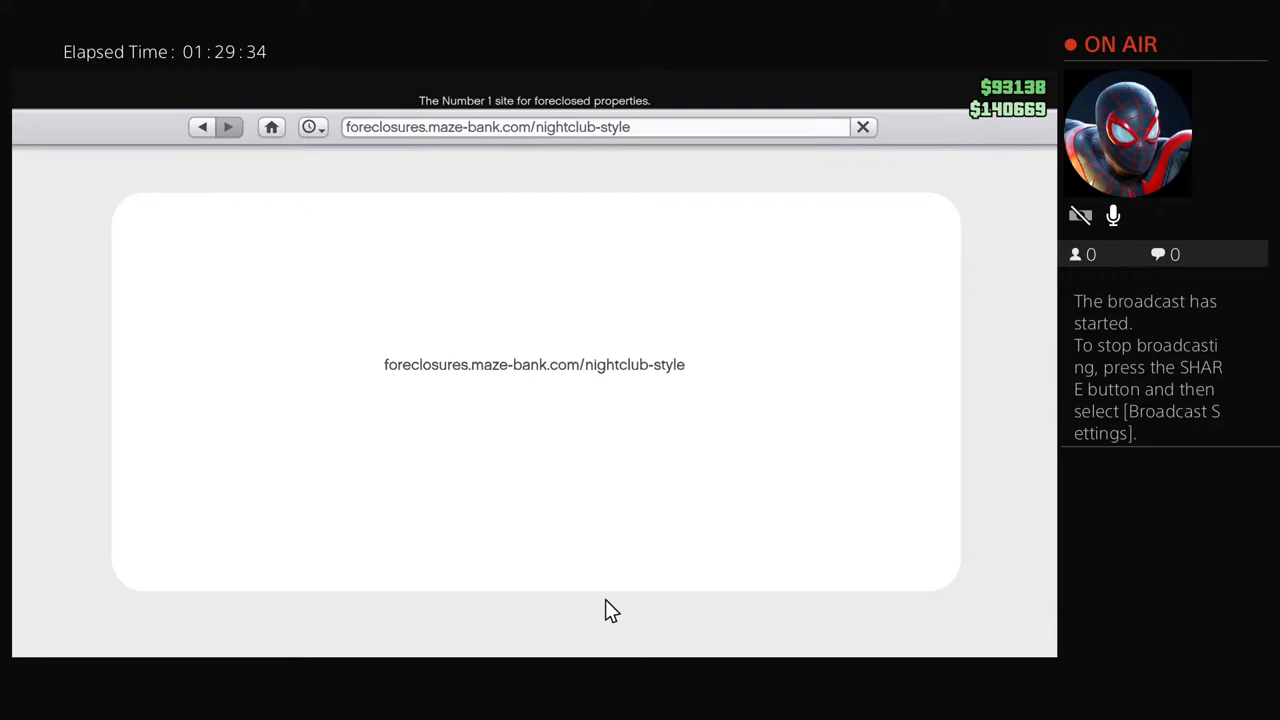 Elapsed Time: 01:29:34
ON AIR
$93138
$140669
The Number 1 site for foreclosed properties.
foreclosures.maze-bank.com/nightclub-style
foreclosures.maze-bank.com/nightclub-style
0 0
The broadcast has
started.
To stop broadcasti
ng, press the SHAR
E button and then
select [Broadcast S
ettings].